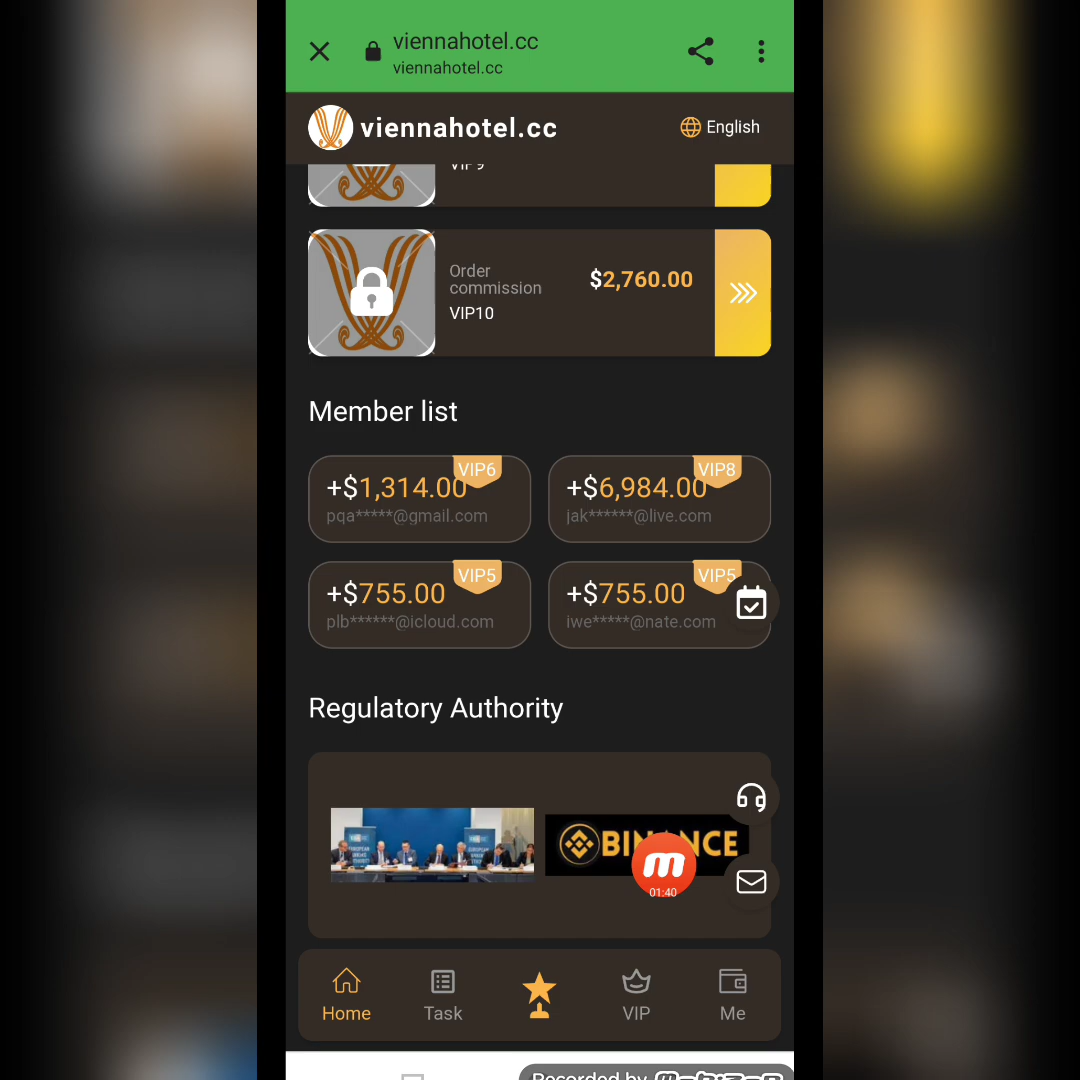 viennahotel.cc
viennahotel.cc
viennahotel.cc
English
VIP9
Order
commission
$2,760.00
VIP10
Member list
VIP6
+$1,314.00
pqa*****@gmail.com
VIP8
+$6,984.00
jak******@live.com
VIP5
+$755.00
plb******@icloud.com
VIP5
+$755.00
iwe*****@nate.com
Regulatory Authority
01:40
Home
Task
VIP
Me
Recorded by